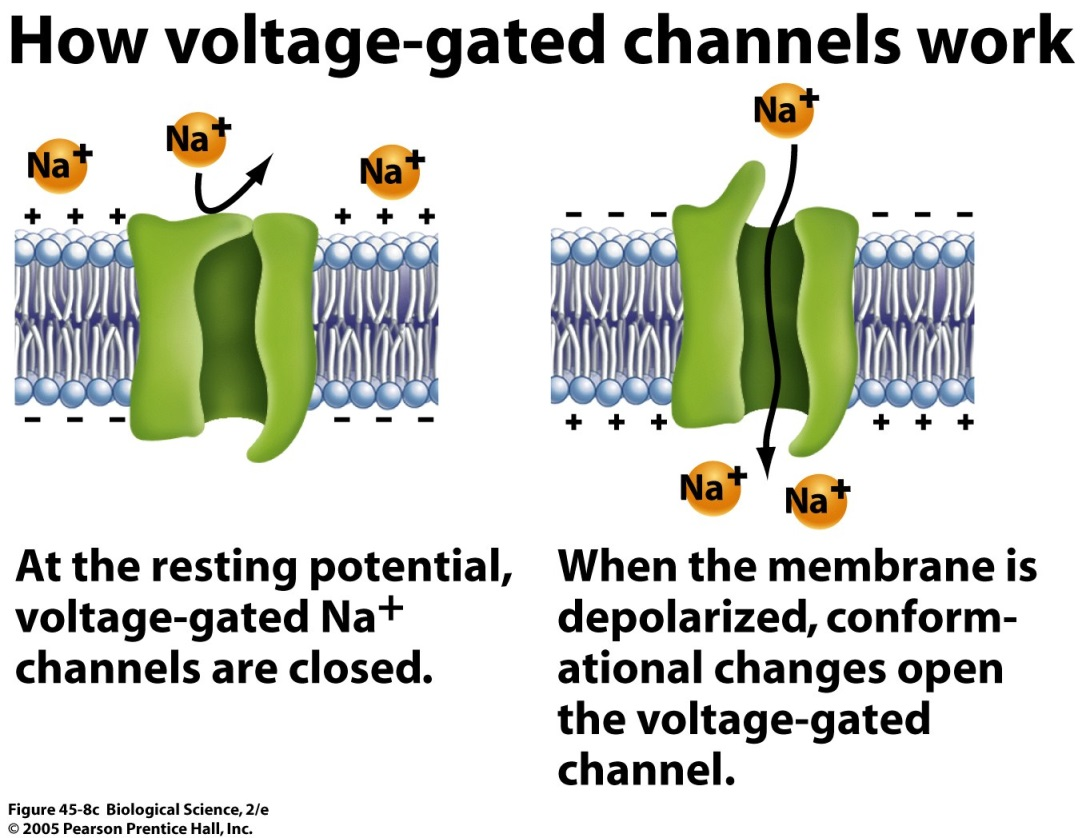 How voltage-gated channels work
Na+
Na+
Na+
+ + +
+ + +
- - -
- - -
At the resting potential,
voltage-gated Na+
channels are closed.
Na+
- - -
- - -
+ + +
+ + +
Na+
Na+
When the membrane is
depolarized, conform-
ational changes open
the voltage-gated
channel.
Figure 45-8c Biological Science, 2/e
© 2005 Pearson Prentice Hall, Inc.